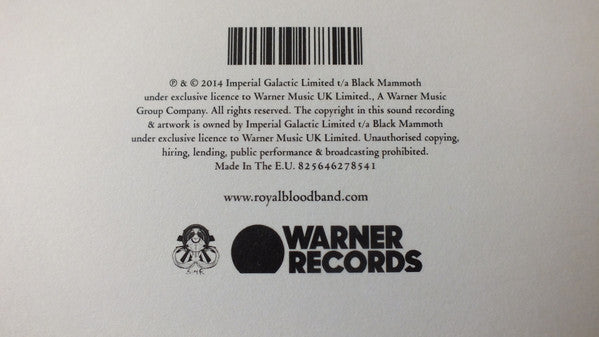 ℗ & © 2014 Imperial Galactic Limited t/a Black Mammoth
under exclusive licence to Warner Music UK Limited., A Warner Music
Group Company. All rights reserved. The copyright in this sound recording
& artwork is owned by Imperial Galactic Limited t/a Black Mammoth
under exclusive licence to Warner Music UK Limited. Unauthorised copying,
hiring, lending, public performance & broadcasting prohibited.
Made In The E.U. 825646278541
www.royalbloodband.com
WARNER
RECORDS